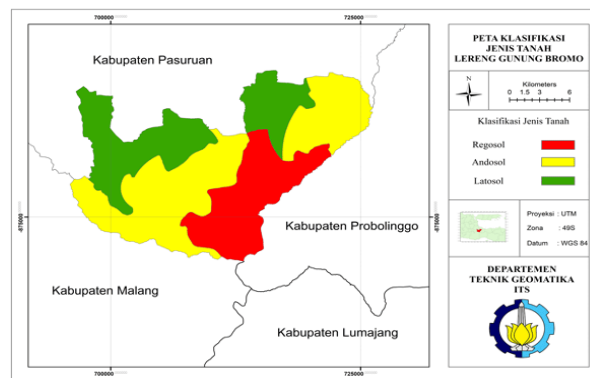 700000
725000
Kabupaten Pasuruan
Kabupaten Probolinggo
Kabupaten Malang
Kabupaten Lumajang
700000
725000
PETA KLASIFIKASI
JENIS TANAH
LERENG GUNUNG BROMO
N
Kilometers
0 1.5 3 6
Klasifikasi Jenis Tanah
Regosol
Andosol
Latosol
Proyeksi : UTM
Zona : 49S
Datum : WGS 84
DEPARTEMEN
TEKNIK GEOMATIKA
ITS